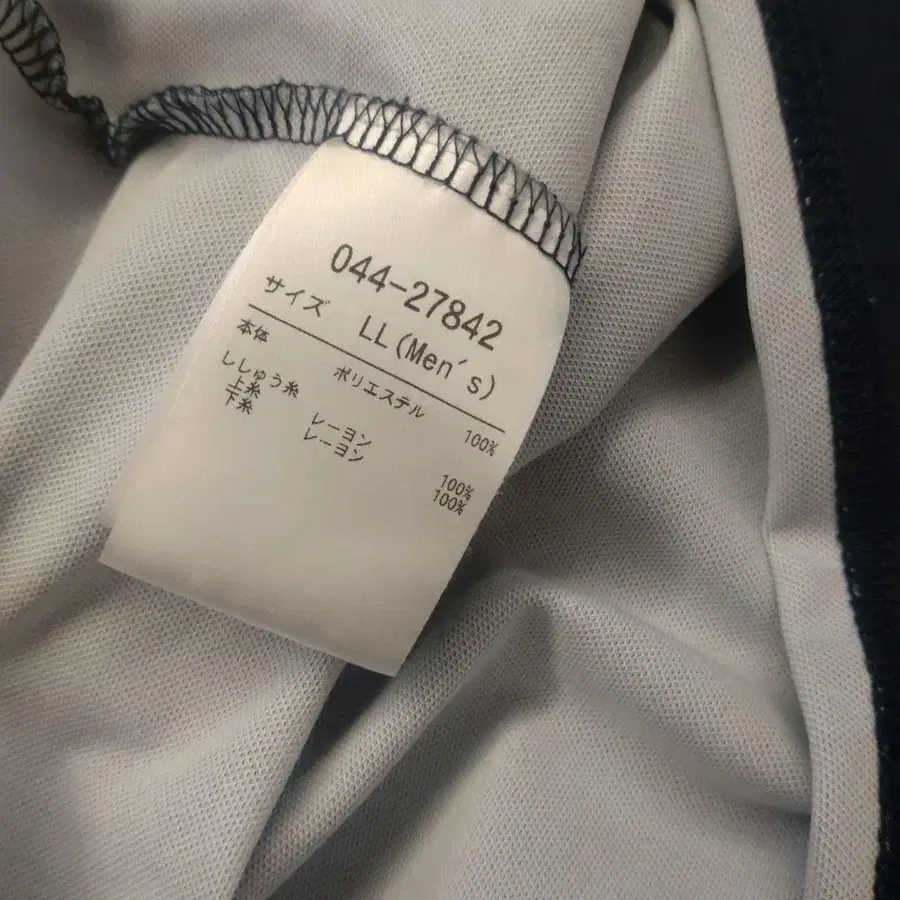 044-27842
サイズ LL(Men's)
本体 ポリエステル 100%
ししゅう糸
上糸 レーヨン 100%
下糸 レーヨン 100%